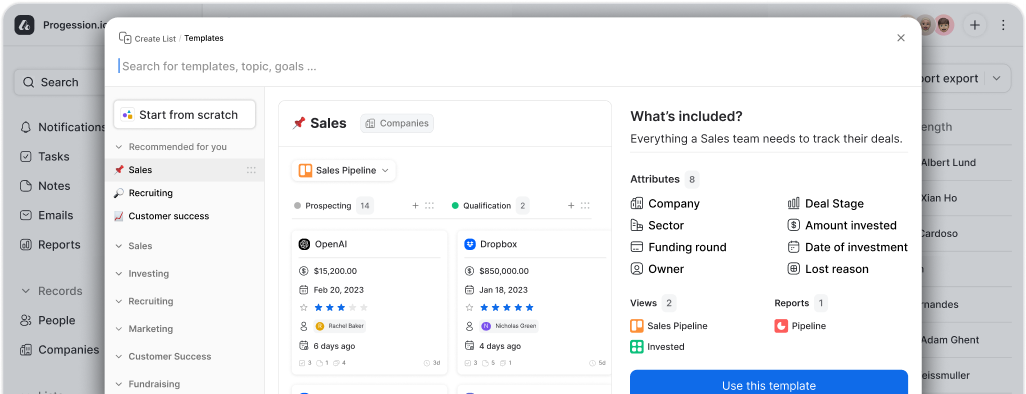 Progession.io
Search
Notifications
Tasks
Notes
Emails
Reports
Records
People
Companies
Create List / Templates
Search for templates, topic, goals ...
Start from scratch
Recommended for you
Sales
Recruiting
Customer success
Sales
Investing
Recruiting
Marketing
Customer Success
Fundraising
Sales
Companies
Sales Pipeline
Prospecting 14
Qualification 2
OpenAI
$15,200.00
Feb 20, 2023
Rachel Baker
6 days ago
3 1 4 3d
Dropbox
$850,000.00
Jan 18, 2023
N Nicholas Green
4 days ago
3 5 1 5d
What's included?
Everything a Sales team needs to track their deals.
Attributes 8
Company
Deal Stage
Sector
Amount invested
Funding round
Date of investment
Owner
Lost reason
Views 2
Reports 1
Sales Pipeline
Pipeline
Invested
Use this template
ort export
ength
Albert Lund
Xian Ho
Cardoso
rnandes
Adam Ghent
eissmuller